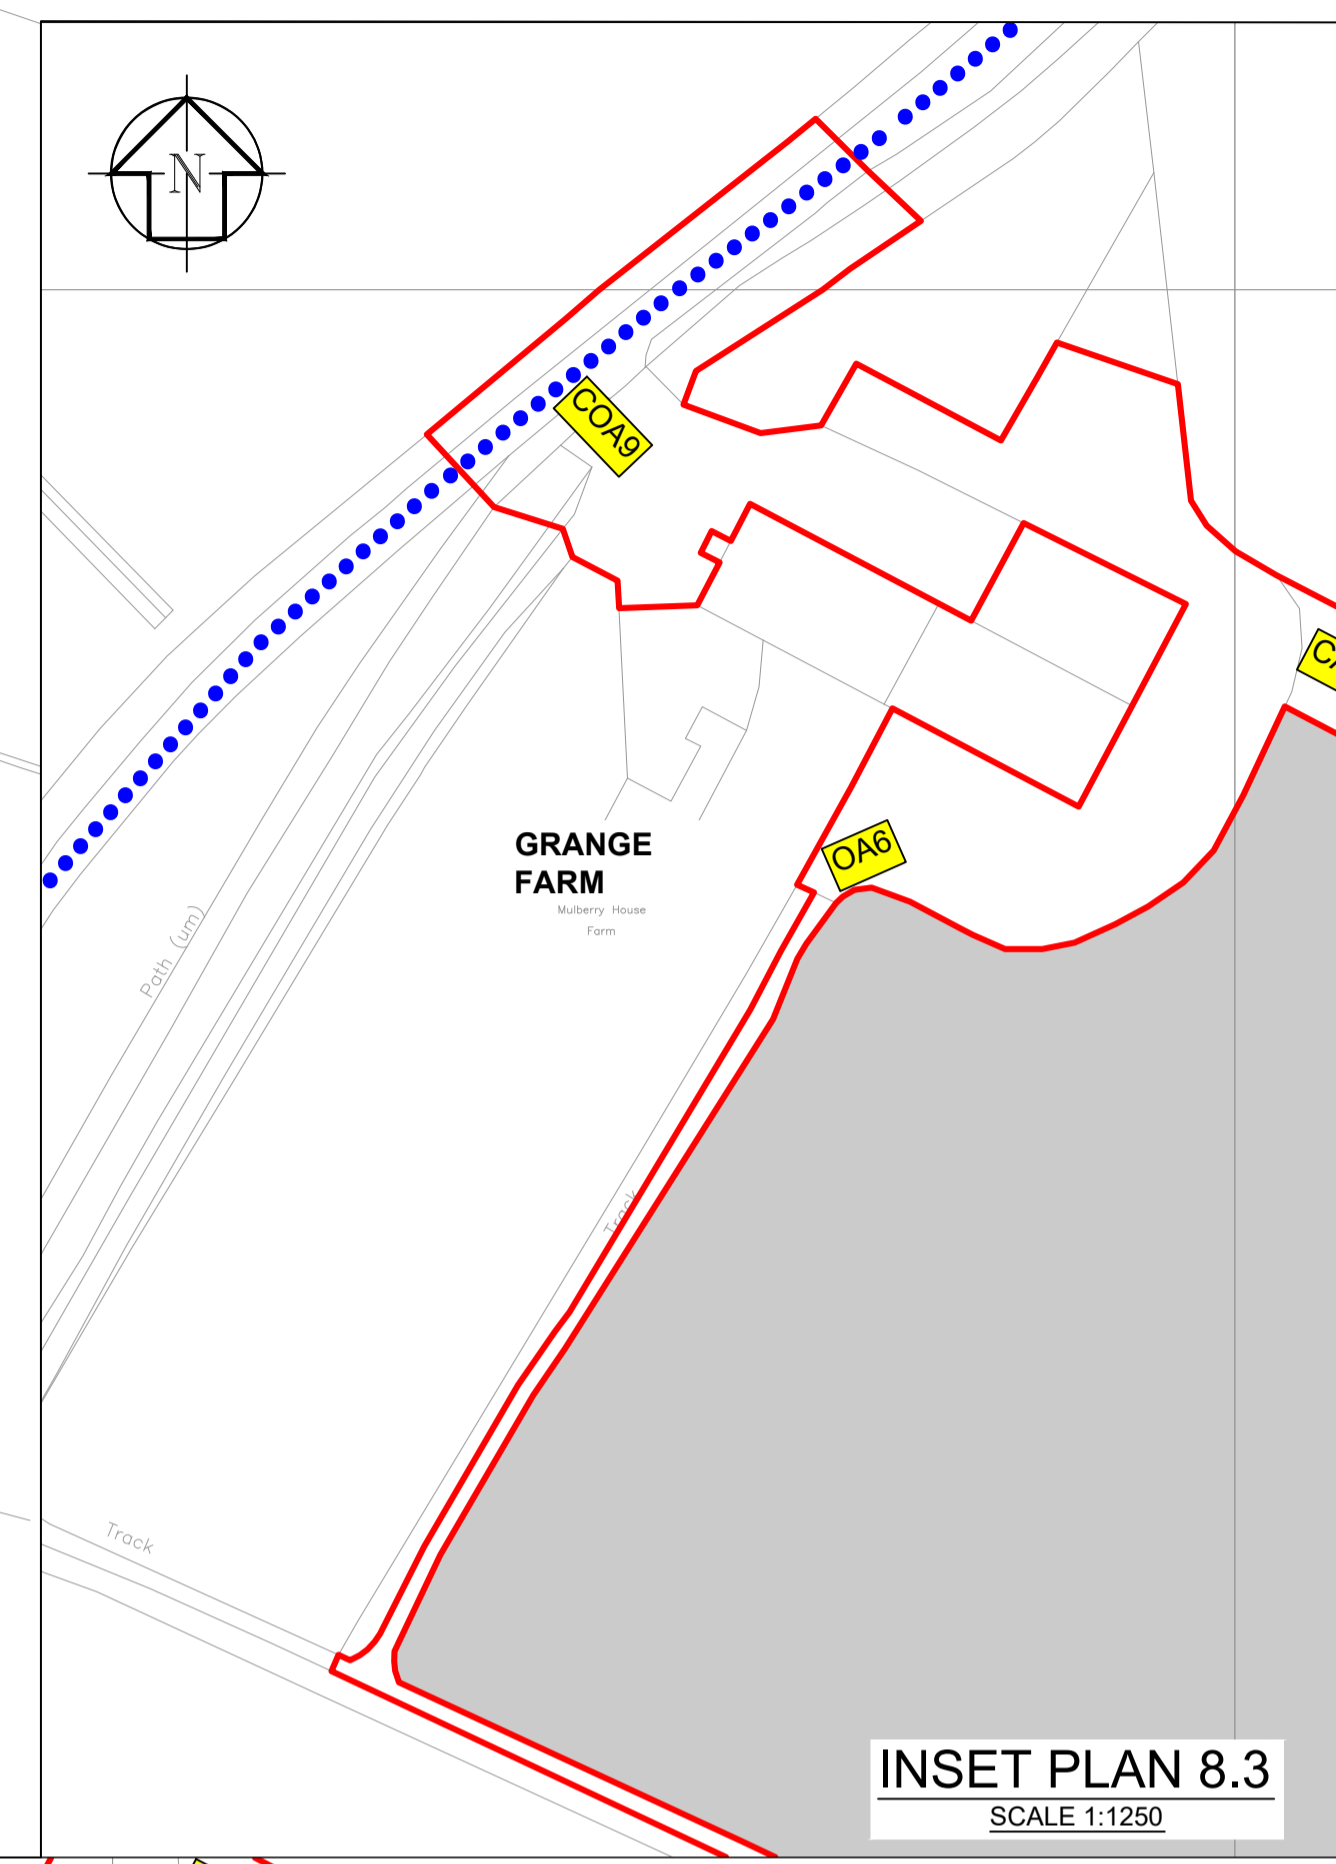 N
COA9
GRANGE
FARM
Mulberry House
Farm
OA6
Path (um)
Track
Track
INSET PLAN 8.3
SCALE 1:1250